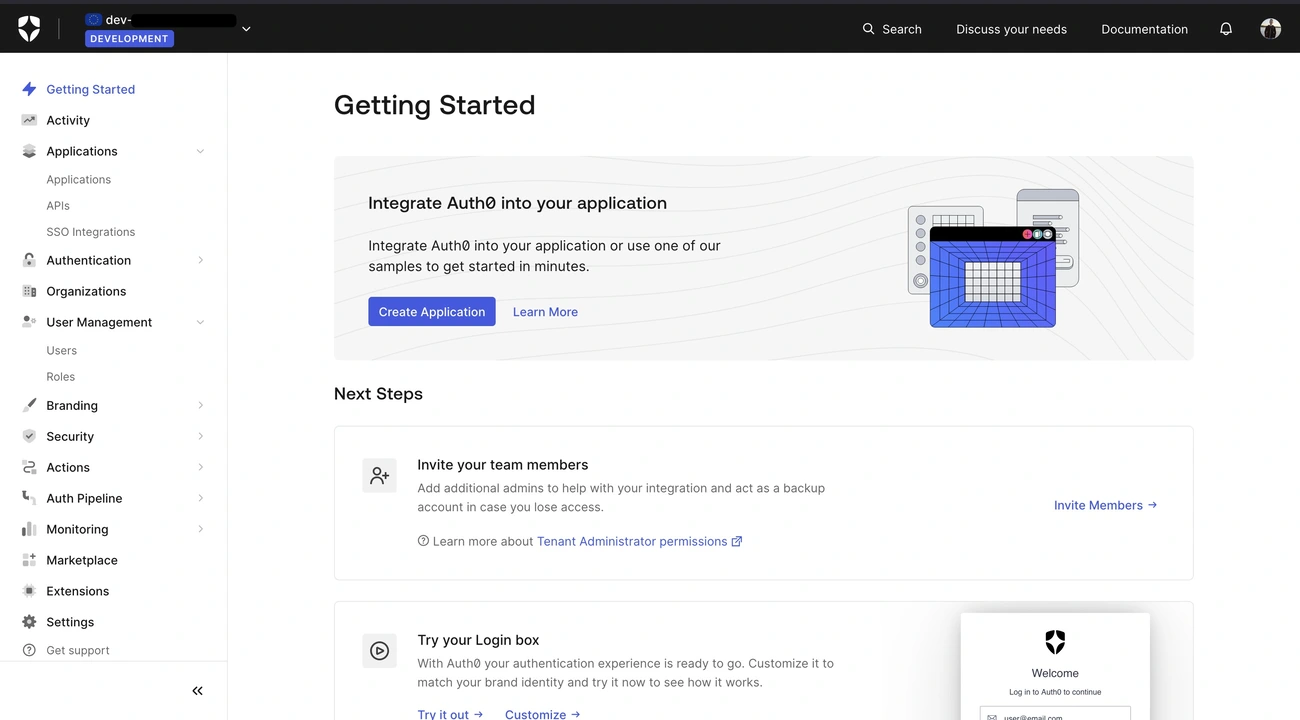 dev-
DEVELOPMENT
Search
Discuss your needs
Documentation
Getting Started
Activity
Applications
Applications
APIs
SSO Integrations
Authentication
Organizations
User Management
Users
Roles
Branding
Security
Actions
Auth Pipeline
Monitoring
Marketplace
Extensions
Settings
Get support
Getting Started
Integrate Auth0 into your application
Integrate Auth0 into your application or use one of our
samples to get started in minutes.
Create Application
Learn More
Next Steps
Invite your team members
Add additional admins to help with your integration and act as a backup
account in case you lose access.
Learn more about Tenant Administrator permissions
Invite Members →
Try your Login box
With Auth0 your authentication experience is ready to go. Customize it to
match your brand identity and try it now to see how it works.
Try it out →
Customize →
Welcome
Log in to Auth0 to continue
user@email.com